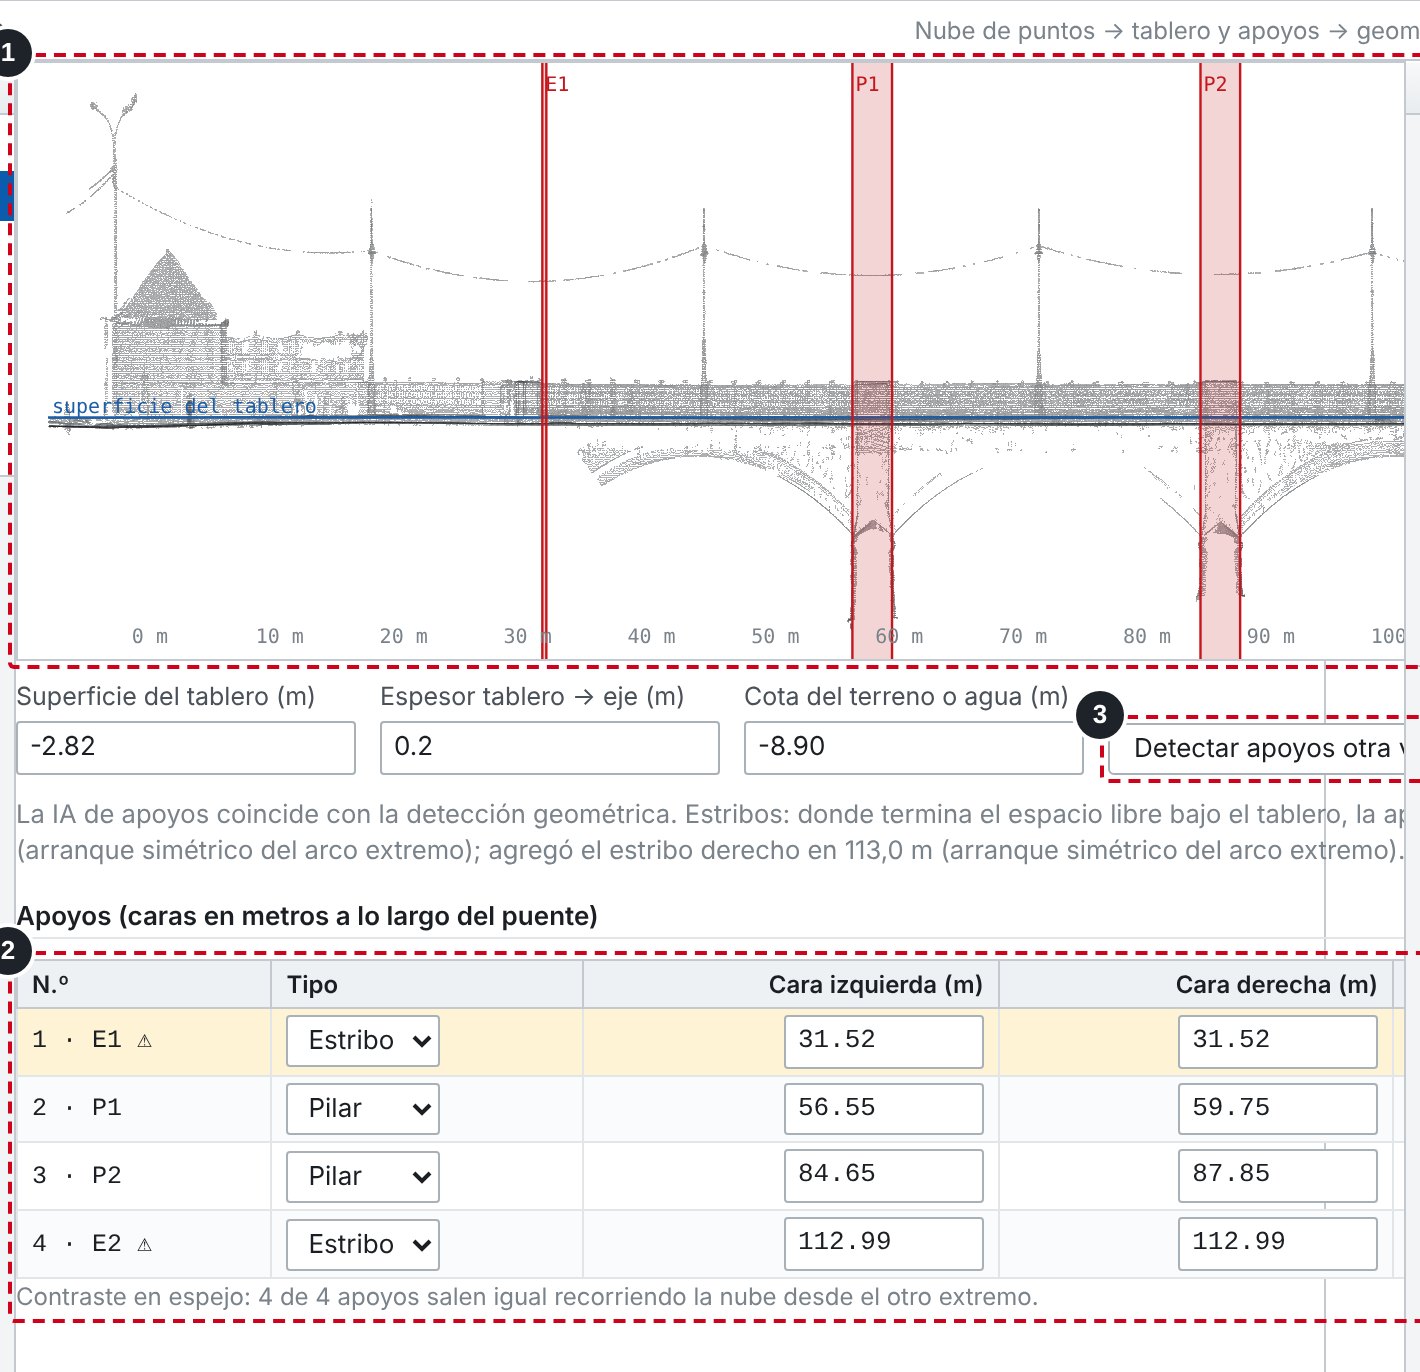 Nube de puntos → tablero y apoyos → geom
1
E1
P1
P2
superficie del tablero
0 m 10 m 20 m 30 m 40 m 50 m 60 m 70 m 80 m 90 m 100
Superficie del tablero (m) Espesor tablero → eje (m) Cota del terreno o agua (m)
3
-2.82 0.2 -8.90 Detectar apoyos otra v
La IA de apoyos coincide con la detección geométrica. Estribos: donde termina el espacio libre bajo el tablero, la ap
(arranque simétrico del arco extremo); agregó el estribo derecho en 113,0 m (arranque simétrico del arco extremo).
Apoyos (caras en metros a lo largo del puente)
2
N.º Tipo Cara izquierda (m) Cara derecha (m)
1 · E1 ⚠ Estribo 31.52 31.52
2 · P1 Pilar 56.55 59.75
3 · P2 Pilar 84.65 87.85
4 · E2 ⚠ Estribo 112.99 112.99
Contraste en espejo: 4 de 4 apoyos salen igual recorriendo la nube desde el otro extremo.